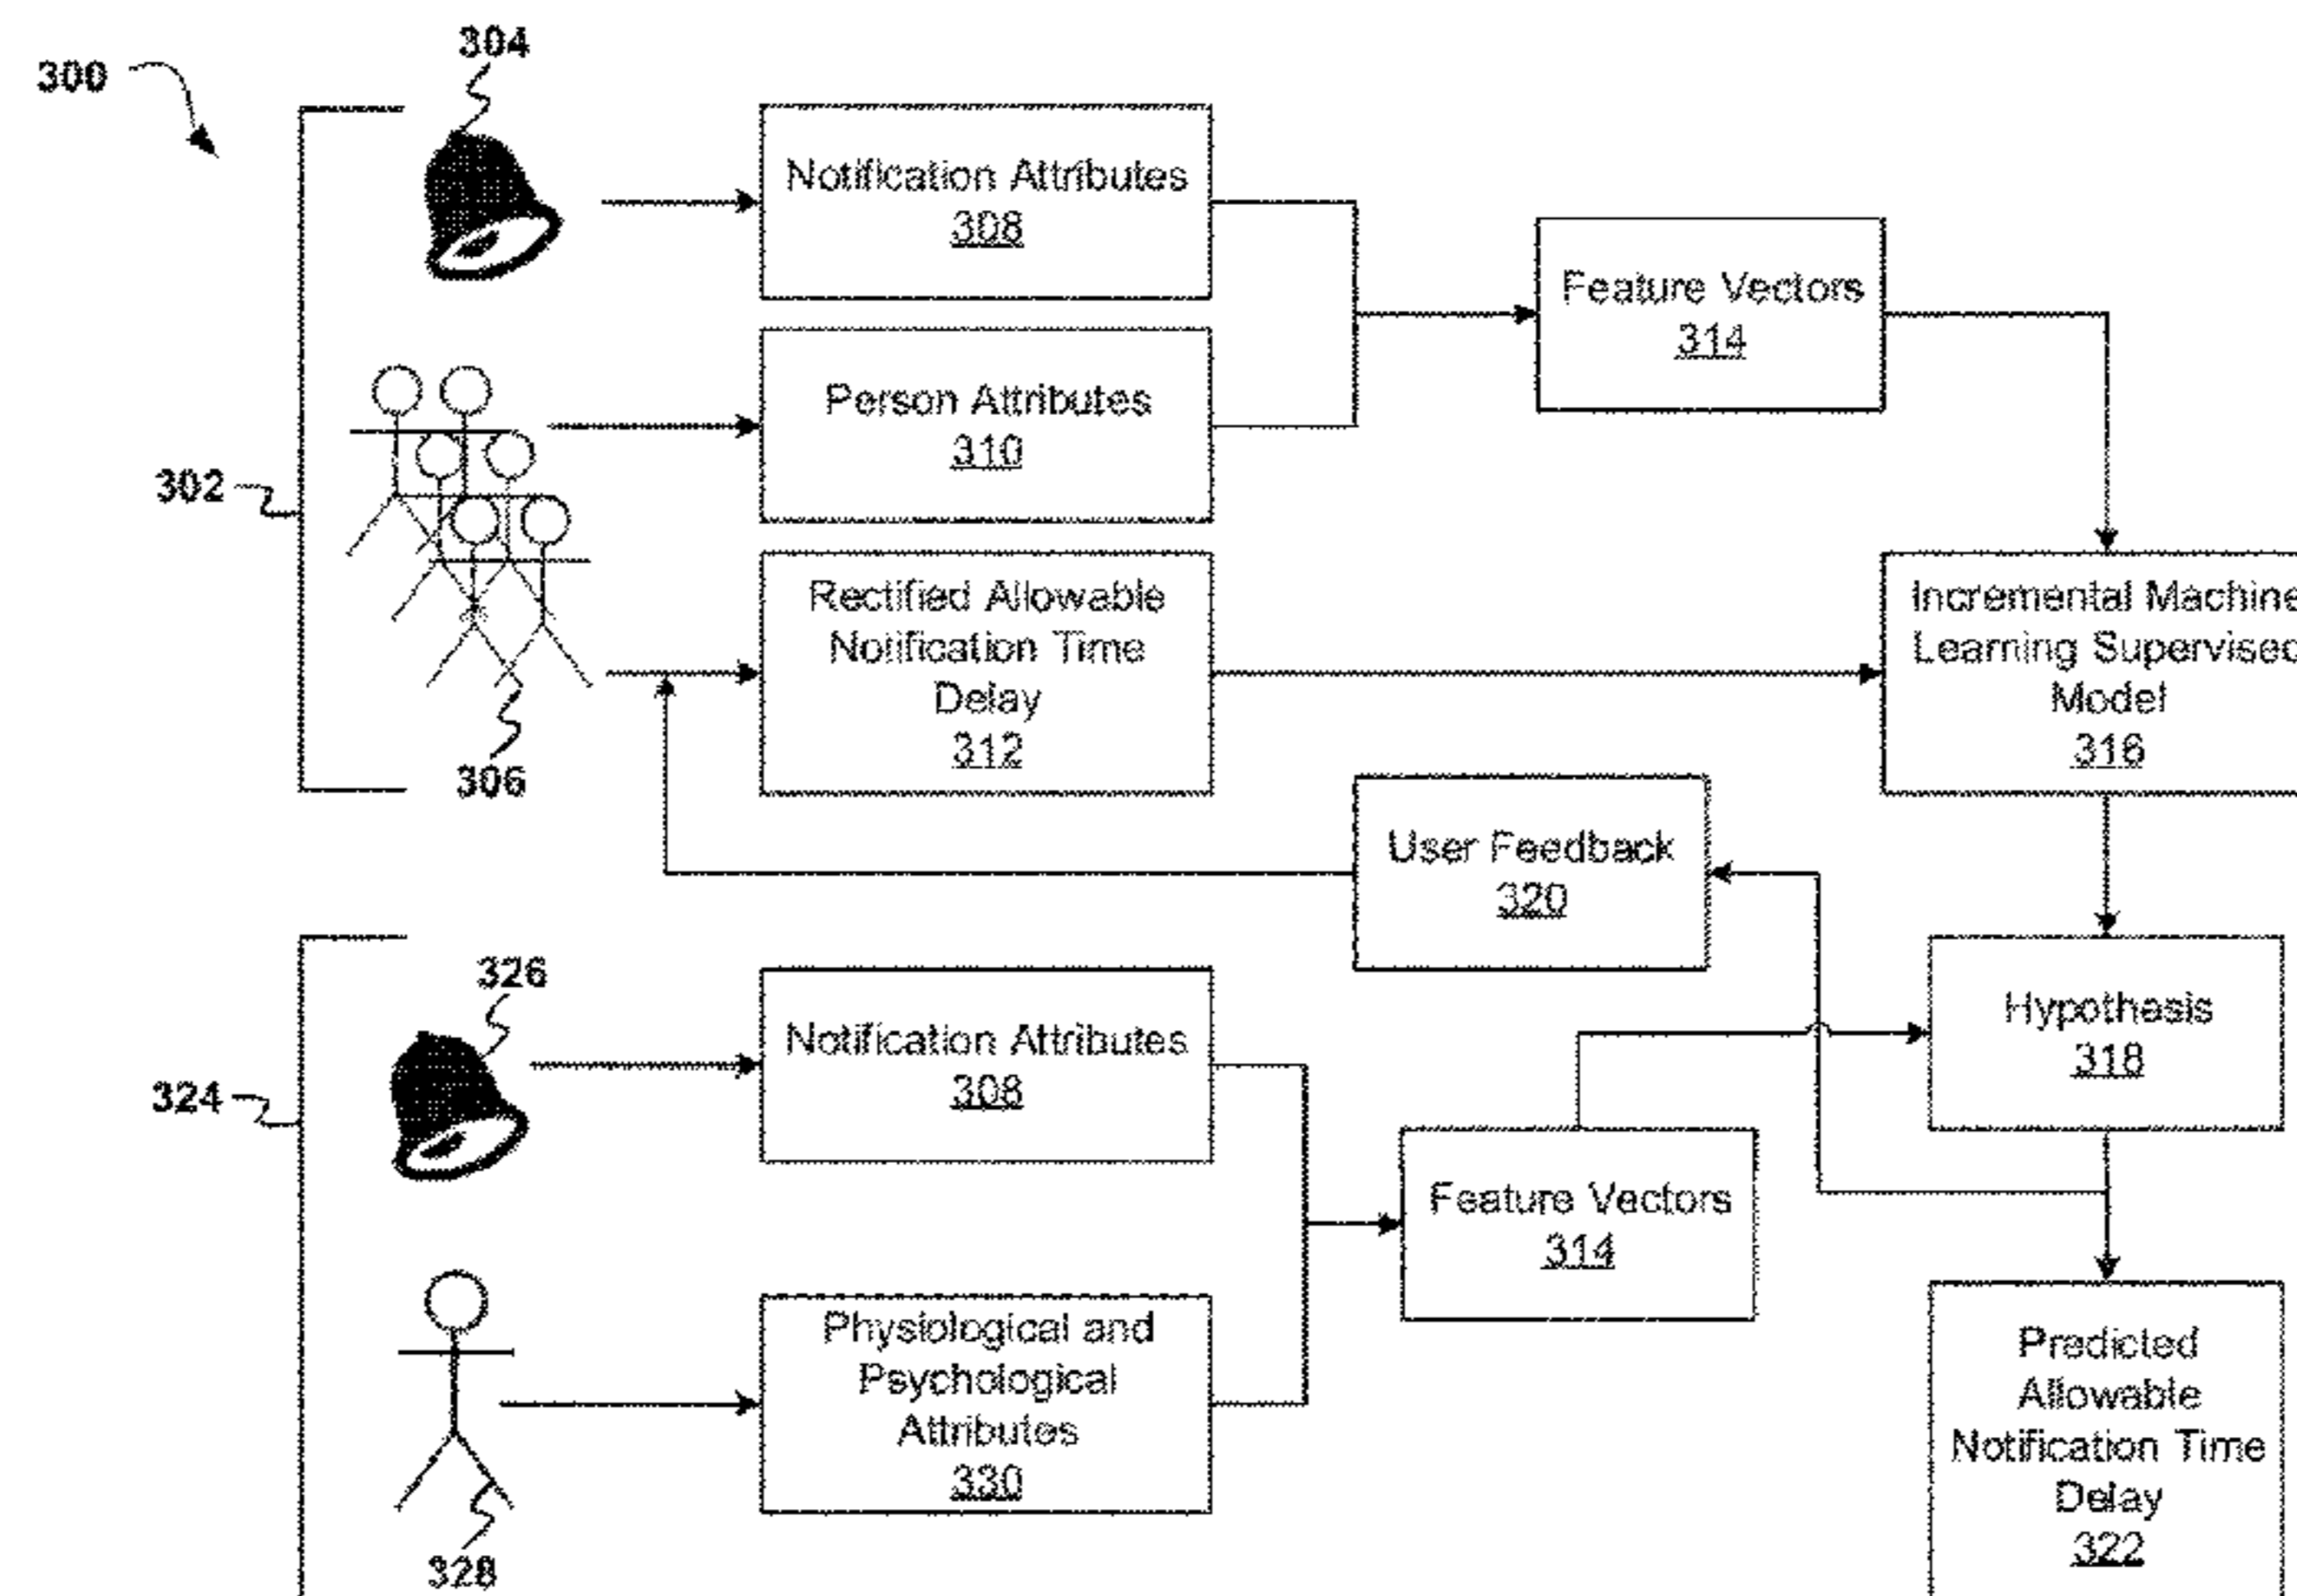 304
300
Notification Attributes
308
Feature Vectors
314
Person Attributes
310
302
Rectified Allowable
Notification Time
Delay
312
Incremental Machine
Learning Supervised
Model
316
306
User Feedback
320
326
Notification Attributes
308
Hypothesis
318
324
Feature Vectors
314
Physiological and
Psychological
Attributes
330
Predicted
Allowable
Notification Time
Delay
322
328